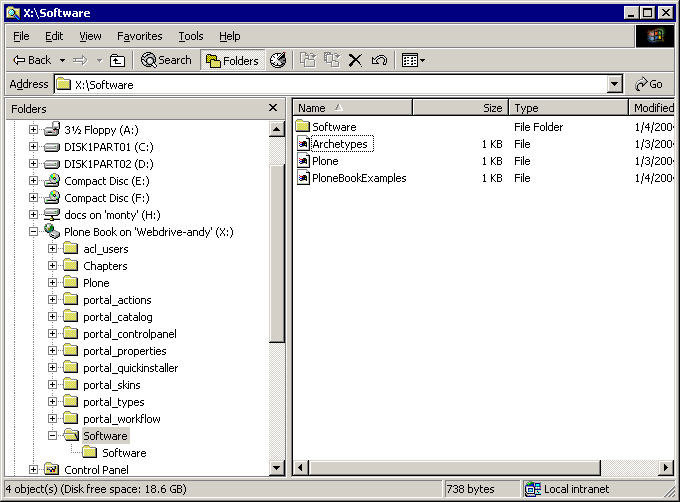 X:\Software
File Edit View Favorites Tools Help
Back Search Folders
Address X:\Software Go
Folders
3½ Floppy (A:)
DISK1PART01 (C:)
DISK1PART02 (D:)
Compact Disc (E:)
Compact Disc (F:)
docs on 'monty' (H:)
Plone Book on 'Webdrive-andy' (X:)
acl_users
Chapters
Plone
portal_actions
portal_catalog
portal_controlpanel
portal_properties
portal_quickinstaller
portal_skins
portal_types
portal_workflow
Software
Software
Control Panel
Name Size Type Modified
Software File Folder 1/4/200
Archetypes 1 KB File 1/3/200
Plone 1 KB File 1/3/200
PloneBookExamples 1 KB File 1/4/200
4 object(s) (Disk free space: 18.6 GB) 738 bytes Local intranet